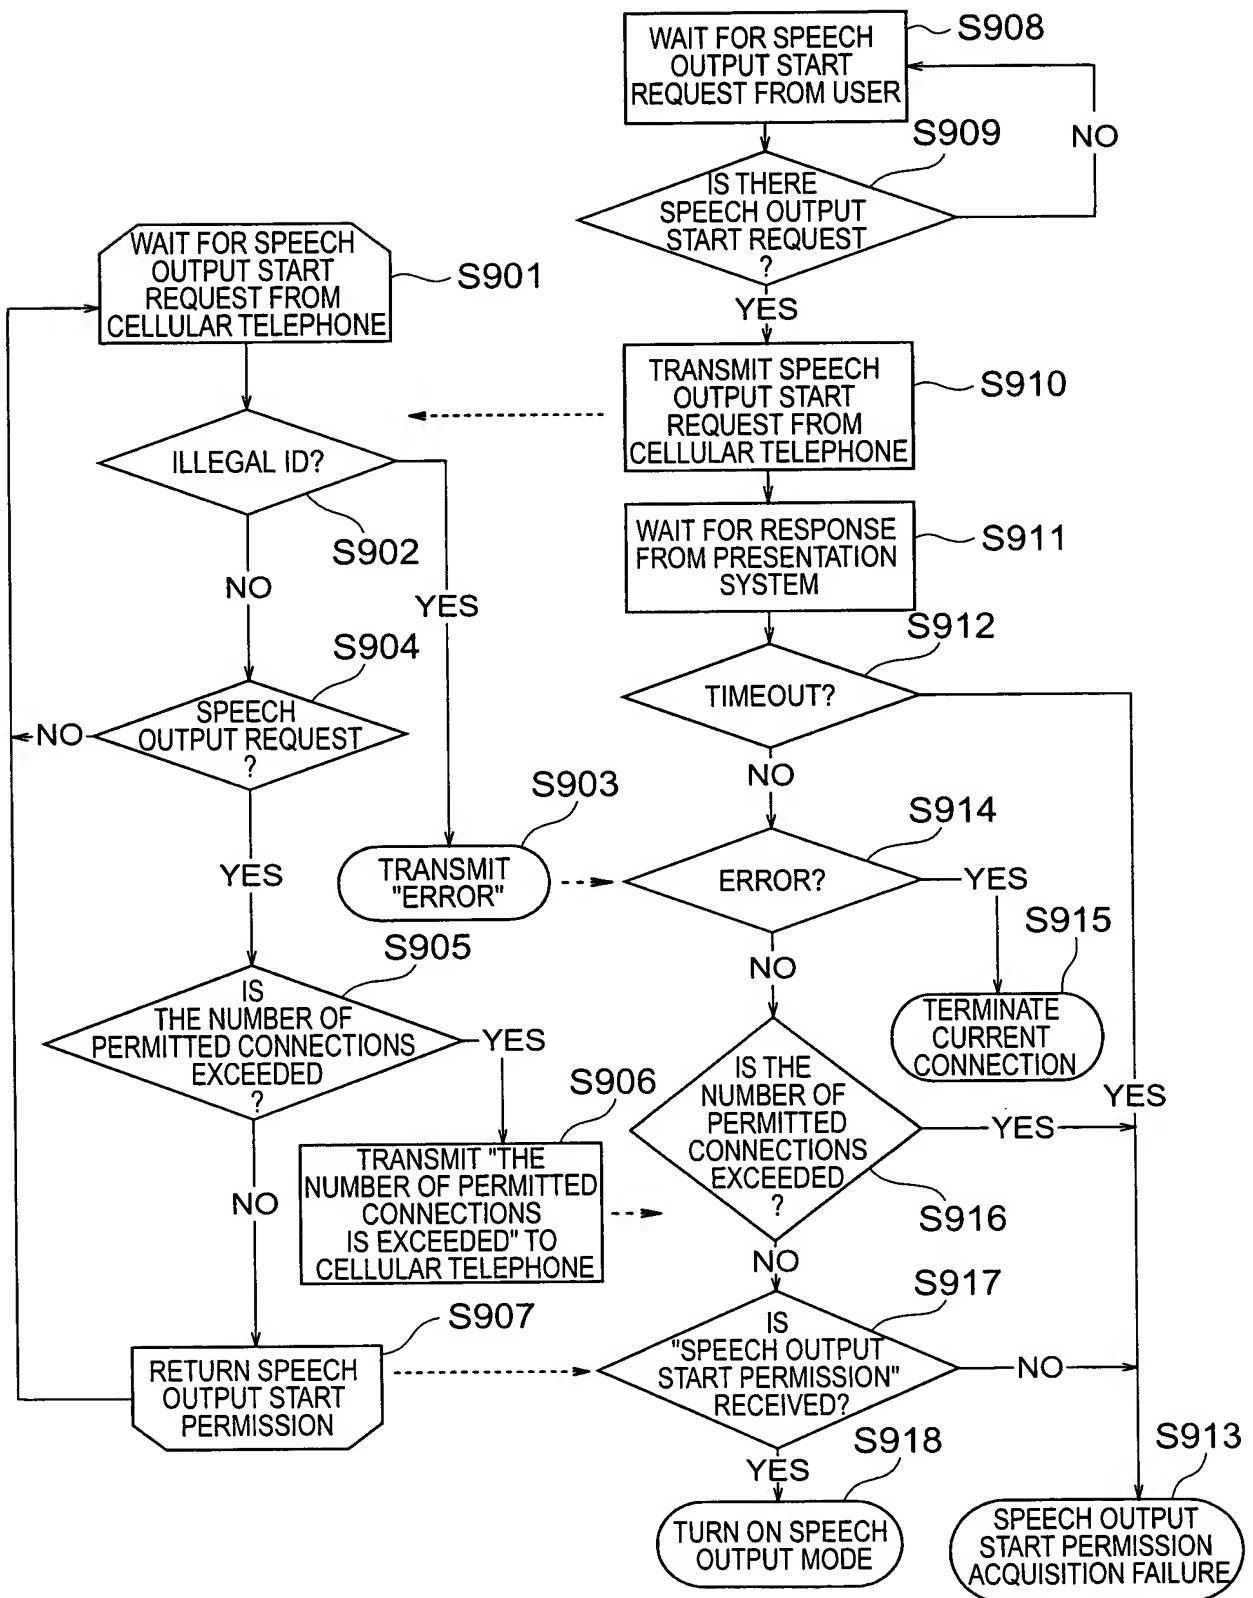 WAIT FOR SPEECH
OUTPUT START
REQUEST FROM USER
S908
NO
S909
IS THERE
SPEECH OUTPUT
START REQUEST
?
YES
WAIT FOR SPEECH
OUTPUT START
REQUEST FROM
CELLULAR TELEPHONE
S901
TRANSMIT SPEECH
OUTPUT START
REQUEST FROM
CELLULAR TELEPHONE
S910
ILLEGAL ID?
S902
NO
YES
WAIT FOR RESPONSE
FROM PRESENTATION
SYSTEM
S911
S912
TIMEOUT?
NO
YES
S904
SPEECH
OUTPUT REQUEST
?
NO
YES
S903
TRANSMIT
"ERROR"
S914
ERROR?
YES
NO
S915
TERMINATE
CURRENT
CONNECTION
S905
IS
THE NUMBER OF
PERMITTED CONNECTIONS
EXCEEDED
?
YES
NO
S906
TRANSMIT "THE
NUMBER OF PERMITTED
CONNECTIONS
IS EXCEEDED" TO
CELLULAR TELEPHONE
IS THE
NUMBER OF
PERMITTED
CONNECTIONS
EXCEEDED
?
YES
S916
NO
S907
RETURN SPEECH
OUTPUT START
PERMISSION
S917
IS
"SPEECH OUTPUT
START PERMISSION"
RECEIVED?
NO
YES
S918
TURN ON SPEECH
OUTPUT MODE
S913
SPEECH OUTPUT
START PERMISSION
ACQUISITION FAILURE